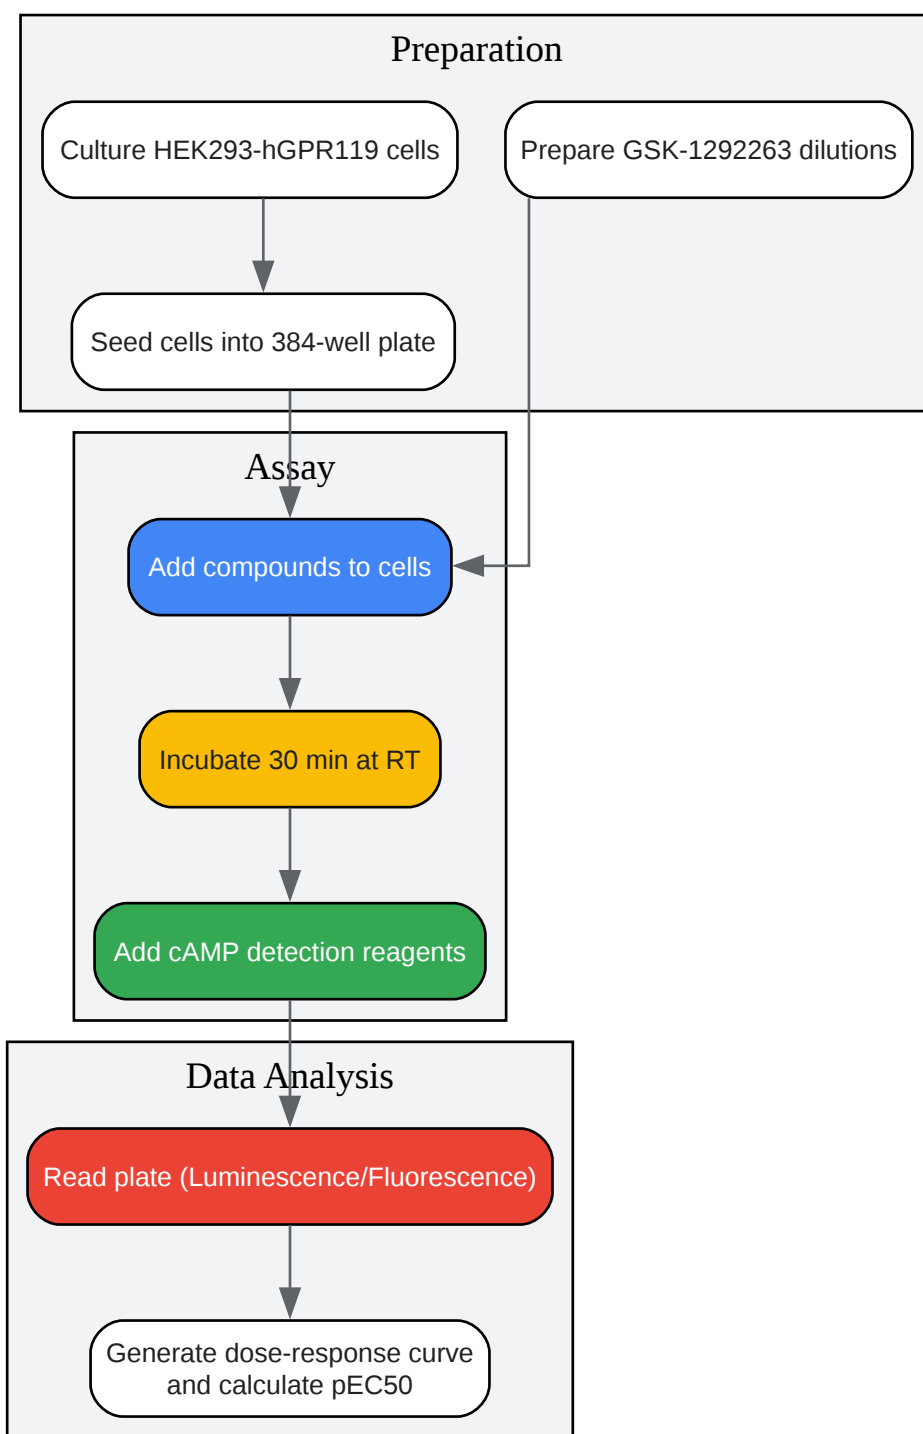 Preparation
Culture HEK293-hGPR119 cells
Prepare GSK-1292263 dilutions
Seed cells into 384-well plate
Assay
Add compounds to cells
Incubate 30 min at RT
Add cAMP detection reagents
Data Analysis
Read plate (Luminescence/Fluorescence)
Generate dose-response curve
and calculate pEC50